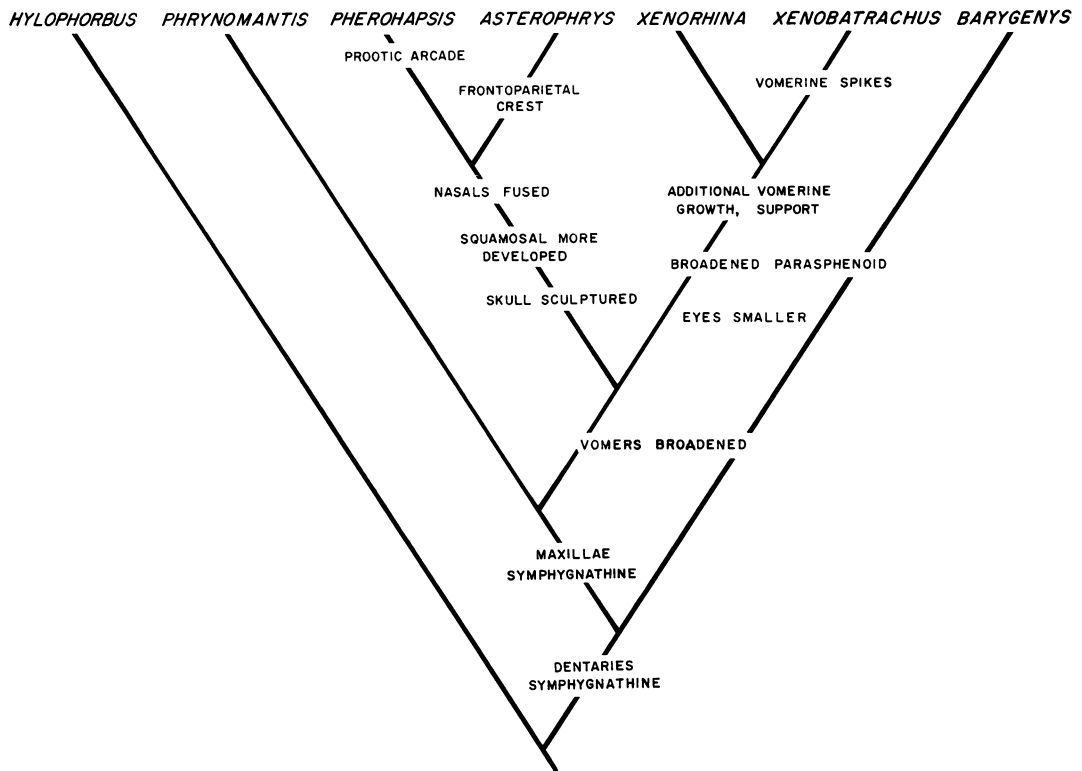 HYLOPHORBUS PHRYNOMANTIS PHEROHAPSIS ASTEROPHRYS XENORHINA XENOBATRACHUS BARYGENYS
PROOTIC ARCADE
FRONTOPARIETAL
CREST
VOMERINE SPIKES
NASALS FUSED
ADDITIONAL VOMERINE
GROWTH, SUPPORT
SQUAMOSAL MORE
DEVELOPED
BROADENED PARASPHENOID
SKULL SCULPTURED
EYES SMALLER
VOMERS BROADENED
MAXILLAE
SYMPHYGNATHINE
DENTARIES
SYMPHYGNATHINE